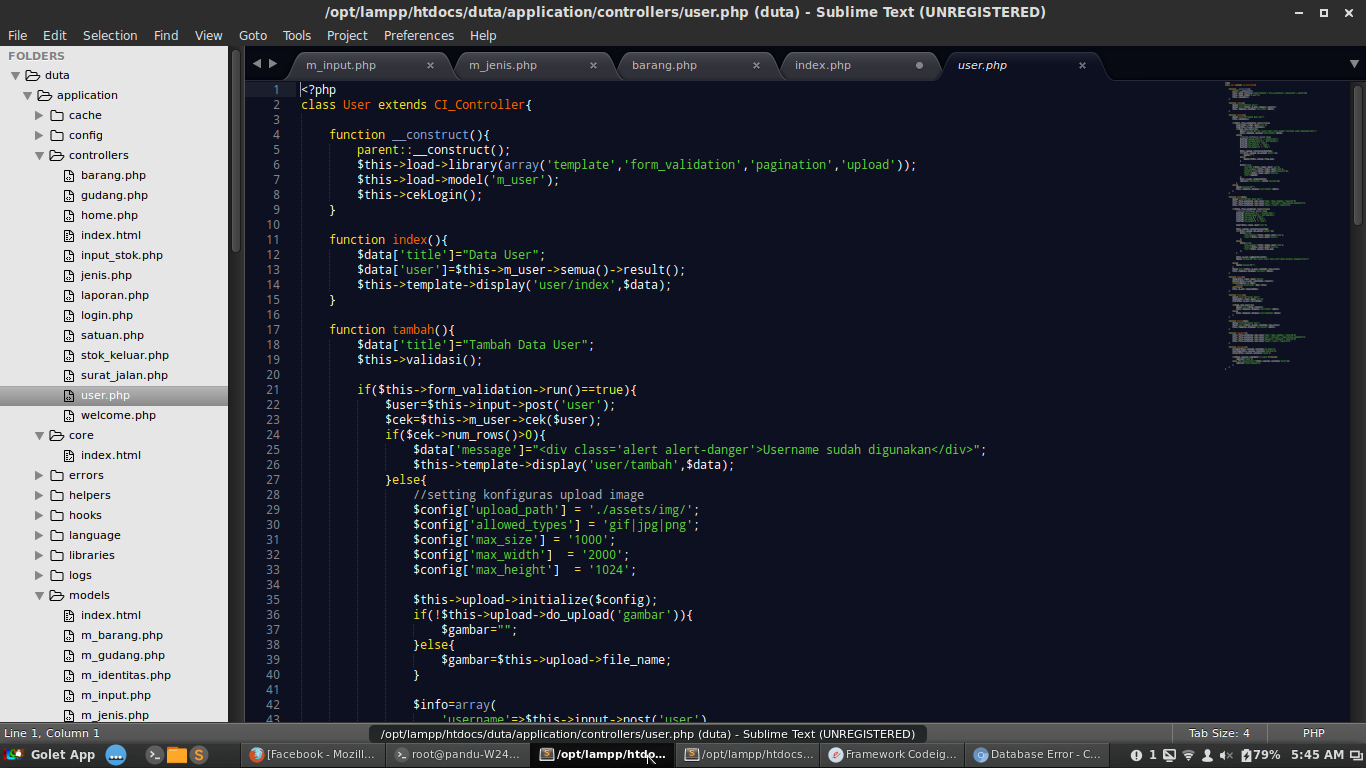 /opt/lampp/htdocs/duta/application/controllers/user.php (duta) - Sublime Text (UNREGISTERED)
File Edit Selection Find View Goto Tools Project Preferences Help
FOLDERS
duta
application
cache
config
controllers
barang.php
gudang.php
home.php
index.html
input_stok.php
jenis.php
laporan.php
login.php
satuan.php
stok_keluar.php
surat_jalan.php
user.php
welcome.php
core
index.html
errors
helpers
hooks
language
libraries
logs
models
index.html
m_barang.php
m_gudang.php
m_identitas.php
m_input.php
m_jenis.php
m_input.php m_jenis.php barang.php index.php user.php
1 <?php
2 class User extends CI_Controller{
3
4 function __construct(){
5 parent::__construct();
6 $this->load->library(array('template','form_validation','pagination','upload'));
7 $this->load->model('m_user');
8 $this->cekLogin();
9 }
10
11 function index(){
12 $data['title']="Data User";
13 $data['user']=$this->m_user->semua()->result();
14 $this->template->display('user/index',$data);
15 }
16
17 function tambah(){
18 $data['title']="Tambah Data User";
19 $this->validasi();
20
21 if($this->form_validation->run()==true){
22 $user=$this->input->post('user');
23 $cek=$this->m_user->cek($user);
24 if($cek->num_rows()>0){
25 $data['message']="<div class='alert alert-danger'>Username sudah digunakan</div>";
26 $this->template->display('user/tambah',$data);
27 }else{
28 //setting konfiguras upload image
29 $config['upload_path'] = './assets/img/';
30 $config['allowed_types'] = 'gif|jpg|png';
31 $config['max_size'] = '1000';
32 $config['max_width']  = '2000';
33 $config['max_height']  = '1024';
34
35 $this->upload->initialize($config);
36 if(!$this->upload->do_upload('gambar')){
37 $gambar="";
38 }else{
39 $gambar=$this->upload->file_name;
40 }
41
42 $info=array(
43 'username'=>$this->input->post('user')
Line 1, Column 1
/opt/lampp/htdocs/duta/application/controllers/user.php (duta) - Sublime Text (UNREGISTERED)
Tab Size: 4 PHP
Golet App
[Facebook - Mozill... root@pandu-W24... /opt/lampp/htdo... /opt/lampp/htdocs... Framework Codeig... Database Error - C...
1 79% 5:45 AM